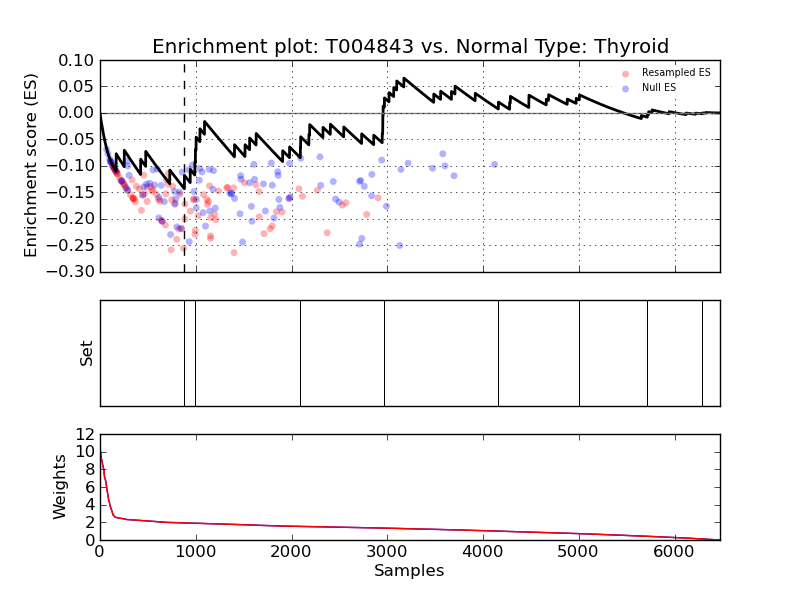 Enrichment plot: T004843 vs. Normal Type: Thyroid
Enrichment score (ES)
0.10
0.05
0.00
−0.05
−0.10
−0.15
−0.20
−0.25
−0.30
Resampled ES
Null ES
Set
Weights
12
10
8
6
4
2
0
0 1000 2000 3000 4000 5000 6000
Samples